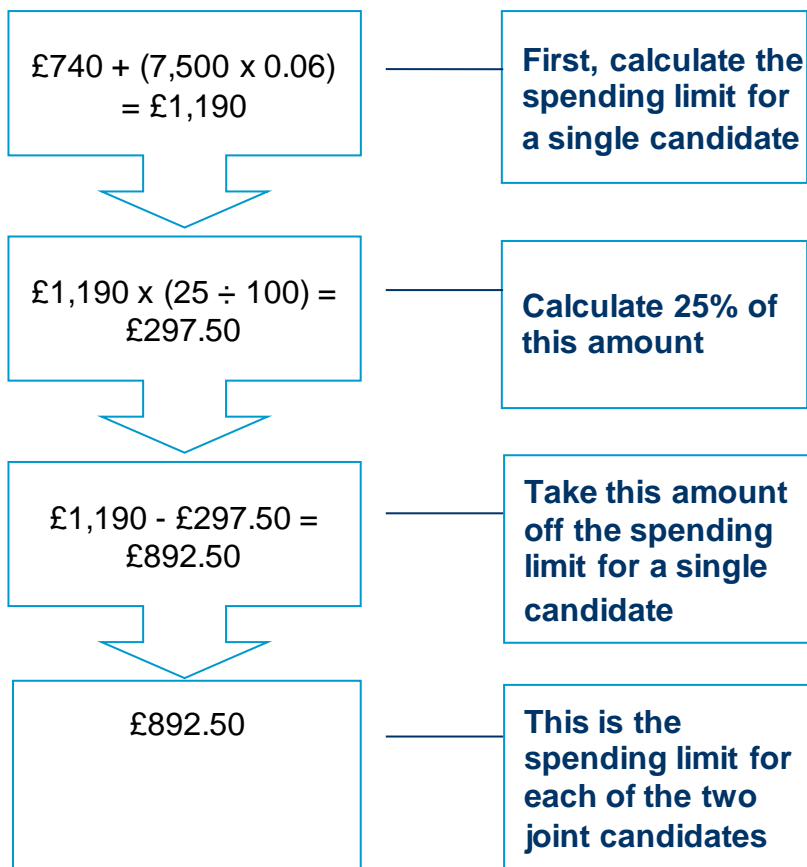 £740 + (7,500 x 0.06)
= £1,190
First, calculate the
spending limit for
a single candidate
£1,190 x (25 ÷ 100) =
£297.50
Calculate 25% of
this amount
£1,190 - £297.50 =
£892.50
Take this amount
off the spending
limit for a single
candidate
£892.50
This is the
spending limit for
each of the two
joint candidates